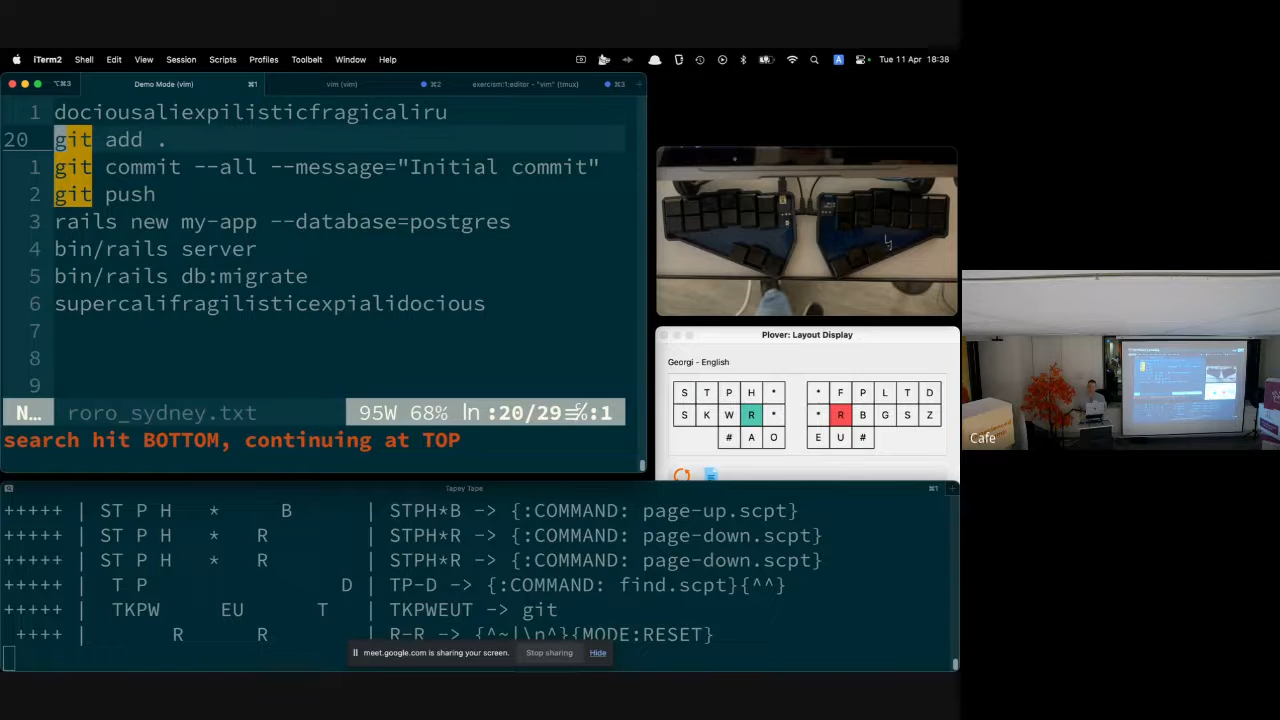 iTerm2 Shell Edit View Session Scripts Profiles Toolbelt Window Help
A Tue 11 Apr 18:38
⌥⌘3 Demo Mode (vim) ⌘1 vim (vim) ⌘2 exercism:1:editor - "vim" (tmux) ⌘3
1 dociousaliexpilisticfragicaliru
20 git add .
1 git commit --all --message="Initial commit"
2 git push
3 rails new my-app --database=postgres
4 bin/rails server
5 bin/rails db:migrate
6 supercalifragilisticexpialidocious
7
8
9
N… roro_sydney.txt 95W 68% ln :20/29 :1
search hit BOTTOM, continuing at TOP
Plover: Layout Display
Georgi - English
S T P H * * F P L T D
S K W R * * R B G S Z
# A O E U #
Cafe
Tapey Tape ⌘1
+++++ | ST P H * B | STPH*B -> {:COMMAND: page-up.scpt}
+++++ | ST P H * R | STPH*R -> {:COMMAND: page-down.scpt}
+++++ | ST P H * R | STPH*R -> {:COMMAND: page-down.scpt}
+++++ | T P D | TP-D -> {:COMMAND: find.scpt}{^^}
+++++ | TKPW EU T | TKPWEUT -> git
++++ | R R | R-R -> {^~|\n^}{MODE:RESET}
meet.google.com is sharing your screen. Stop sharing Hide